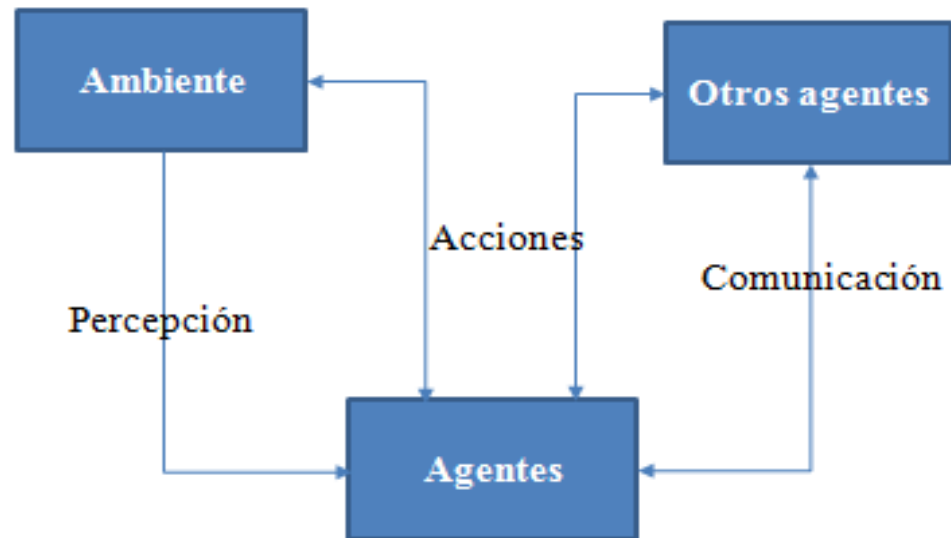 Ambiente
Otros agentes
Acciones
Comunicación
Percepción
Agentes